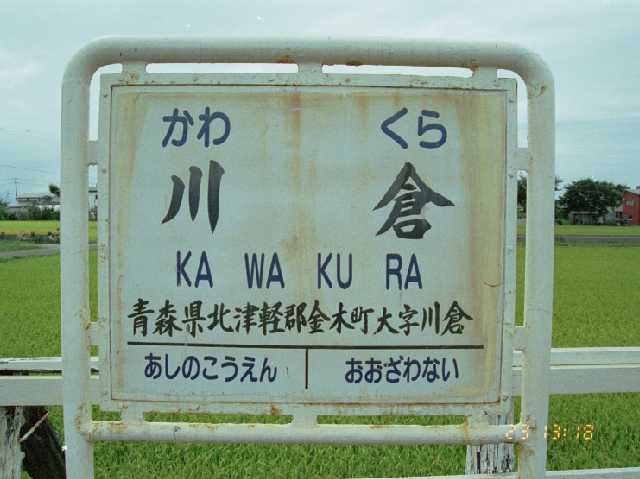 かわ くら
川 倉
KA WA KU RA
青森県北津軽郡金木町大字川倉
あしのこうえん おおざわない
23 13:18